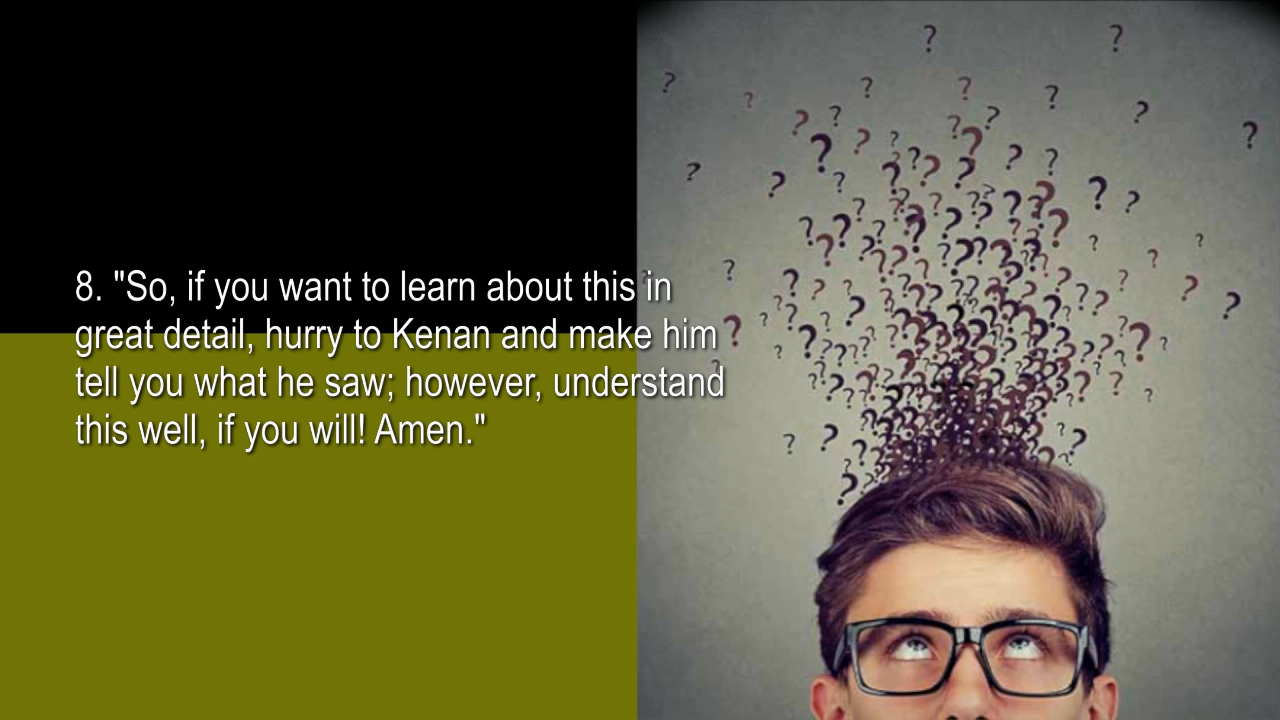 8. "So, if you want to learn about this in
great detail, hurry to Kenan and make him
tell you what he saw; however, understand
this well, if you will! Amen."